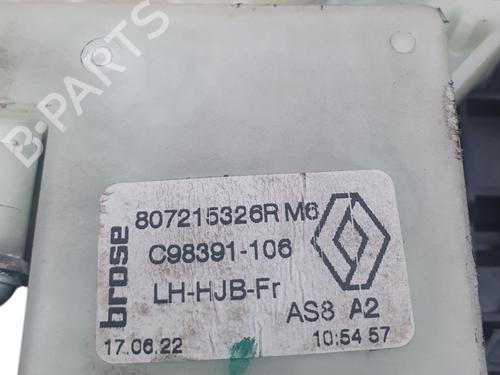 B-PARTS
brose
807215326R M6
C98391-106
LH-HJB-Fr
AS8 A2
17.06.22 10:54 57